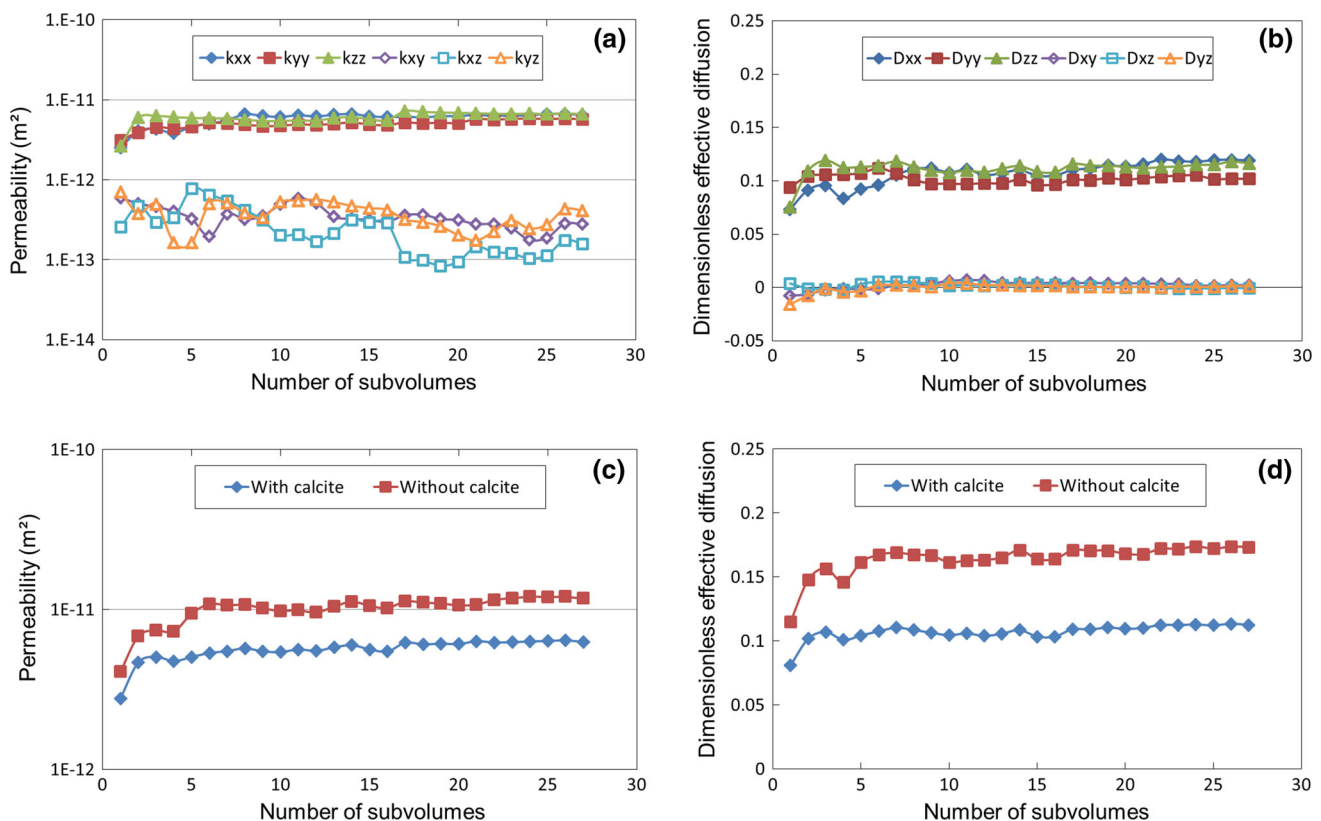 (a)
kxx kyy kzz kxy kxz kyz
1.E-10
1.E-11
1.E-12
1.E-13
1.E-14
Permeability (m²)
0 5 10 15 20 25 30
Number of subvolumes
(b)
Dxx Dyy Dzz Dxy Dxz Dyz
0.25
0.2
0.15
0.1
0.05
0
-0.05
Dimensionless effective diffusion
0 5 10 15 20 25 30
Number of subvolumes
(c)
With calcite Without calcite
1E-10
1E-11
1E-12
Permeability (m²)
0 5 10 15 20 25 30
Number of subvolumes
(d)
With calcite Without calcite
0.25
0.2
0.15
0.1
0.05
0
Dimensionless effective diffusion
0 5 10 15 20 25 30
Number of subvolumes